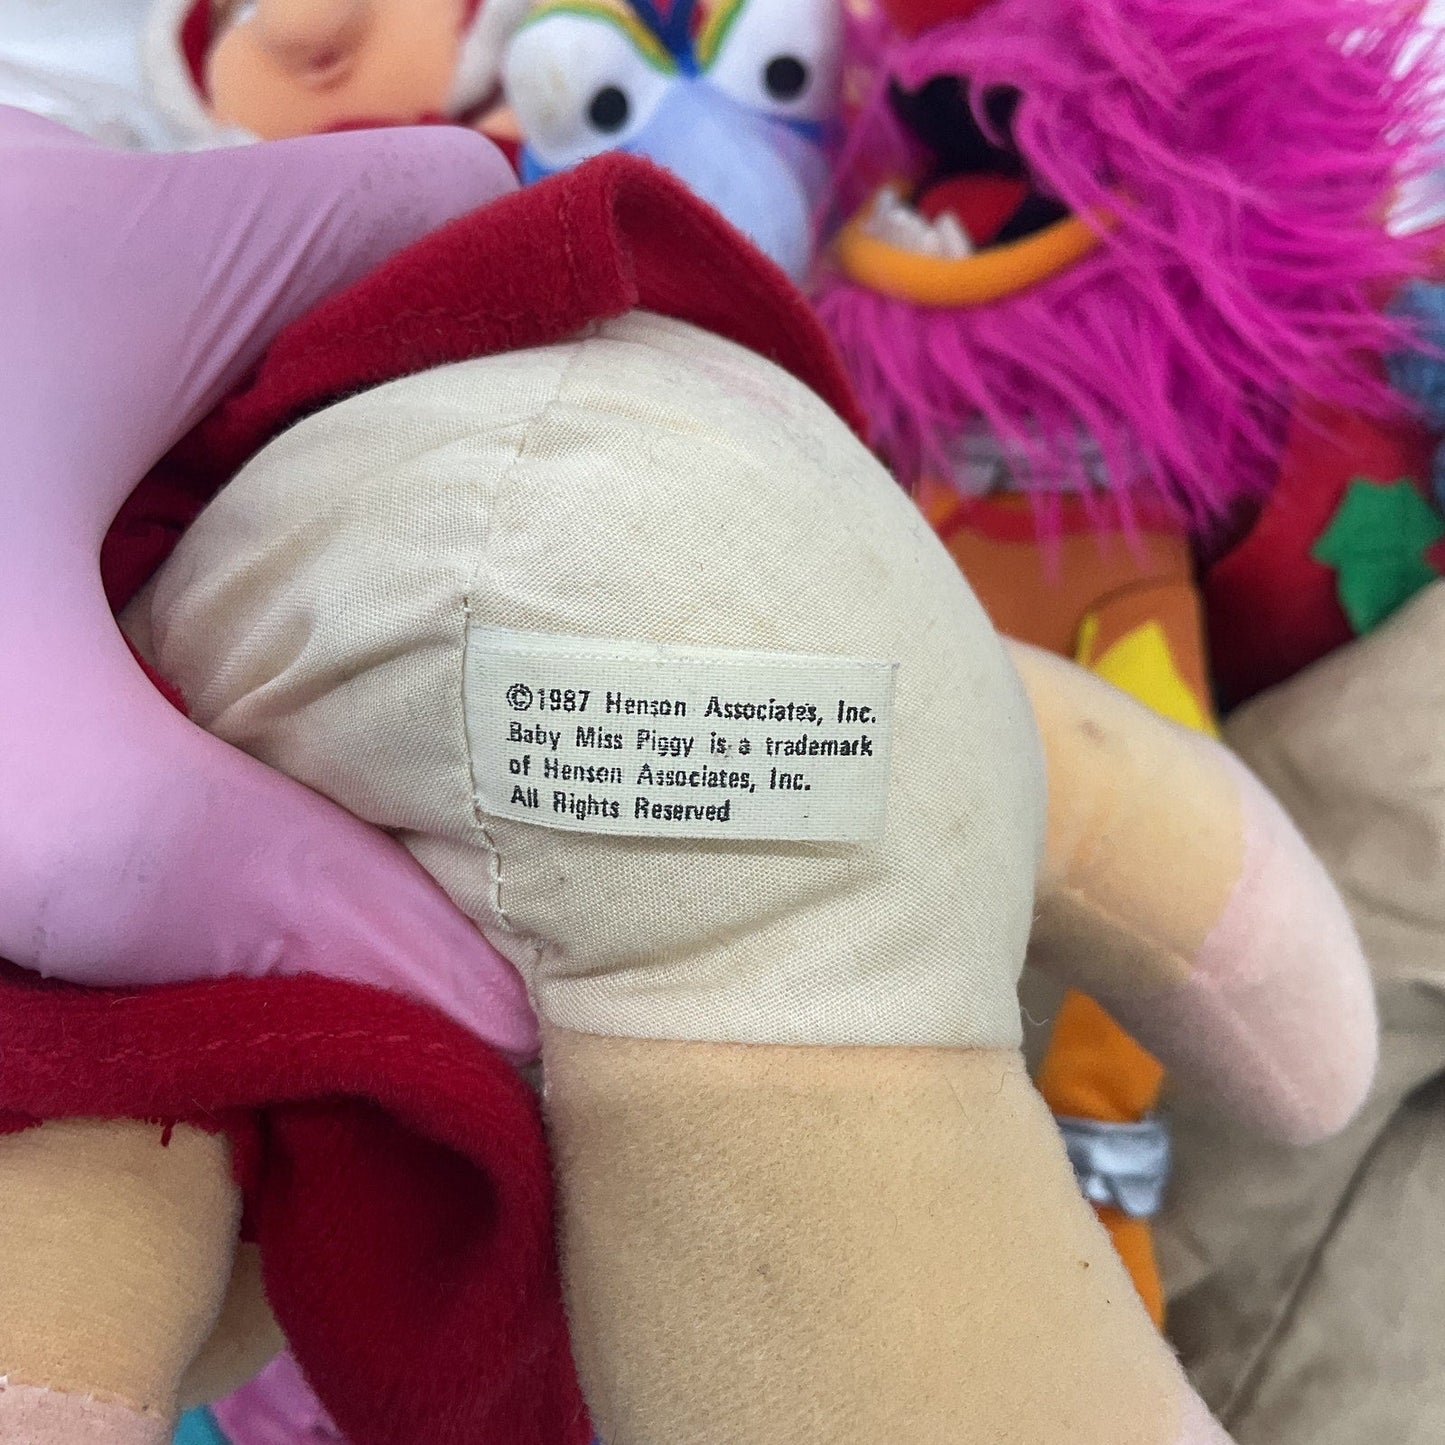 ©1987 Henson Associates, Inc.
Baby Miss Piggy is a trademark
of Henson Associates, Inc.
All Rights Reserved